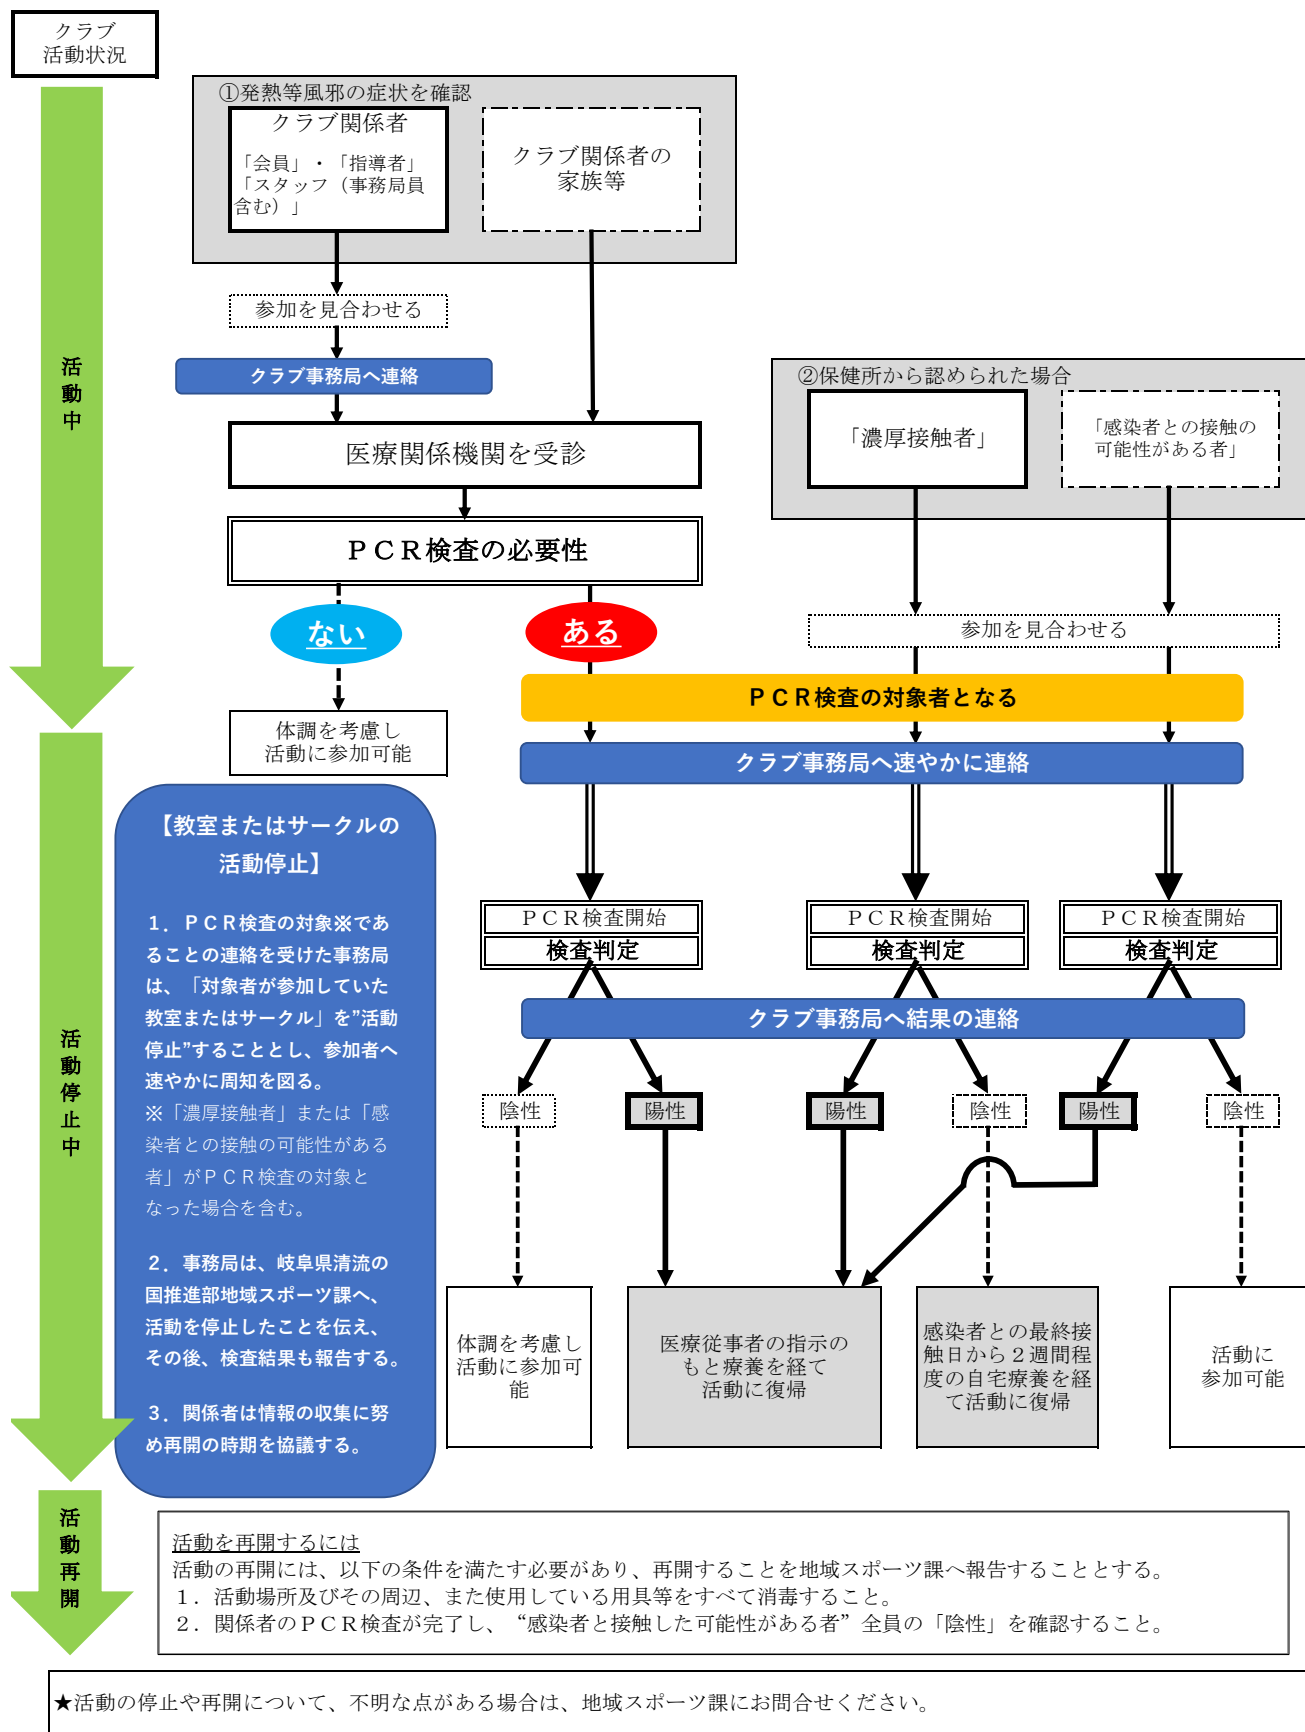 クラブ
活動状況
①発熱等風邪の症状を確認
クラブ関係者
「会員」・「指導者」
「スタッフ（事務局員
含む）」
クラブ関係者の
家族等
参加を見合わせる
クラブ事務局へ連絡
医療関係機関を受診
ＰＣＲ検査の必要性
ない
ある
体調を考慮し
活動に参加可能
②保健所から認められた場合
「濃厚接触者」
「感染者との接触の
可能性がある者」
参加を見合わせる
ＰＣＲ検査の対象者となる
クラブ事務局へ速やかに連絡
活動中
【教室またはサークルの
活動停止】
１．ＰＣＲ検査の対象※であ
ることの連絡を受けた事務局
は、「対象者が参加していた
教室またはサークル」を”活動
停止”することとし、参加者へ
速やかに周知を図る。
※「濃厚接触者」または「感
染者との接触の可能性がある
者」がＰＣＲ検査の対象と
なった場合を含む。
２．事務局は、岐阜県清流の
国推進部地域スポーツ課へ、
活動を停止したことを伝え、
その後、検査結果も報告する。
３．関係者は情報の収集に努
め再開の時期を協議する。
活動停止中
ＰＣＲ検査開始
検査判定
ＰＣＲ検査開始
検査判定
ＰＣＲ検査開始
検査判定
クラブ事務局へ結果の連絡
陰性
陽性
陽性
陰性
陽性
陰性
体調を考慮し
活動に参加可
能
医療従事者の指示の
もと療養を経て
活動に復帰
感染者との最終接
触日から２週間程
度の自宅療養を経
て活動に復帰
活動に
参加可能
活動再開
活動を再開するには
活動の再開には、以下の条件を満たす必要があり、再開することを地域スポーツ課へ報告することとする。
１．活動場所及びその周辺、また使用している用具等をすべて消毒すること。
２．関係者のＰＣＲ検査が完了し、“感染者と接触した可能性がある者”全員の「陰性」を確認すること。
★活動の停止や再開について、不明な点がある場合は、地域スポーツ課にお問合せください。